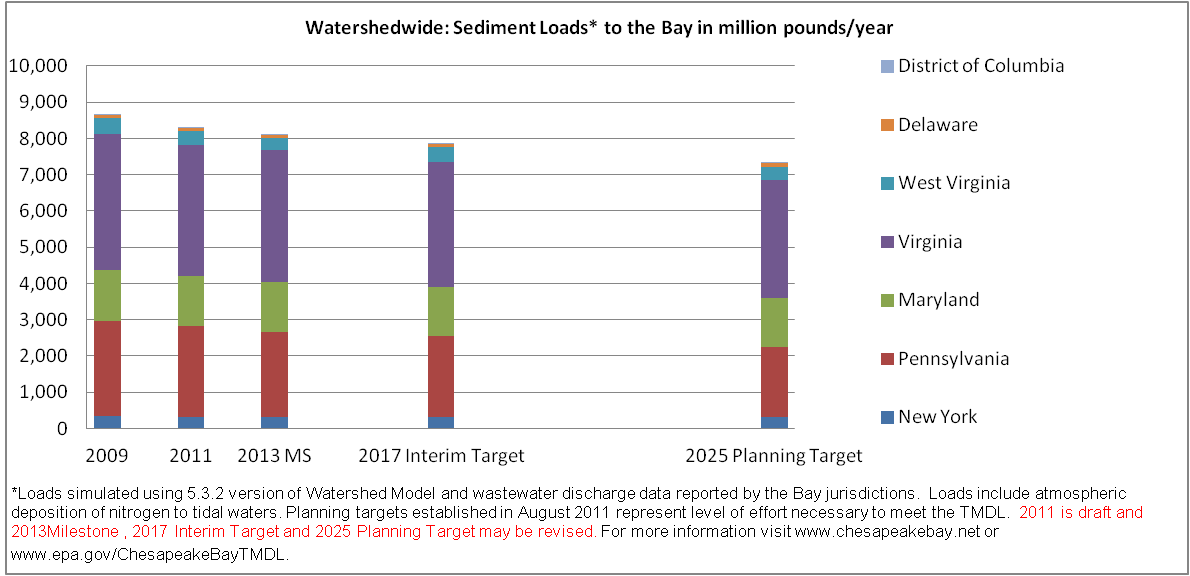 Watershedwide: Sediment Loads* to the Bay in million pounds/year
10,000
9,000
8,000
7,000
6,000
5,000
4,000
3,000
2,000
1,000
0
2009
2011
2013 MS
2017 Interim Target
2025 Planning Target
District of Columbia
Delaware
West Virginia
Virginia
Maryland
Pennsylvania
New York
*Loads simulated using 5.3.2 version of Watershed Model and wastewater discharge data reported by the Bay jurisdictions.  Loads include atmospheric
deposition of nitrogen to tidal waters. Planning targets established in August 2011 represent level of effort necessary to meet the TMDL.  2011 is draft and
2013Milestone , 2017 Interim Target and 2025 Planning Target may be revised. For more information visit www.chesapeakebay.net or
www.epa.gov/ChesapeakeBayTMDL.